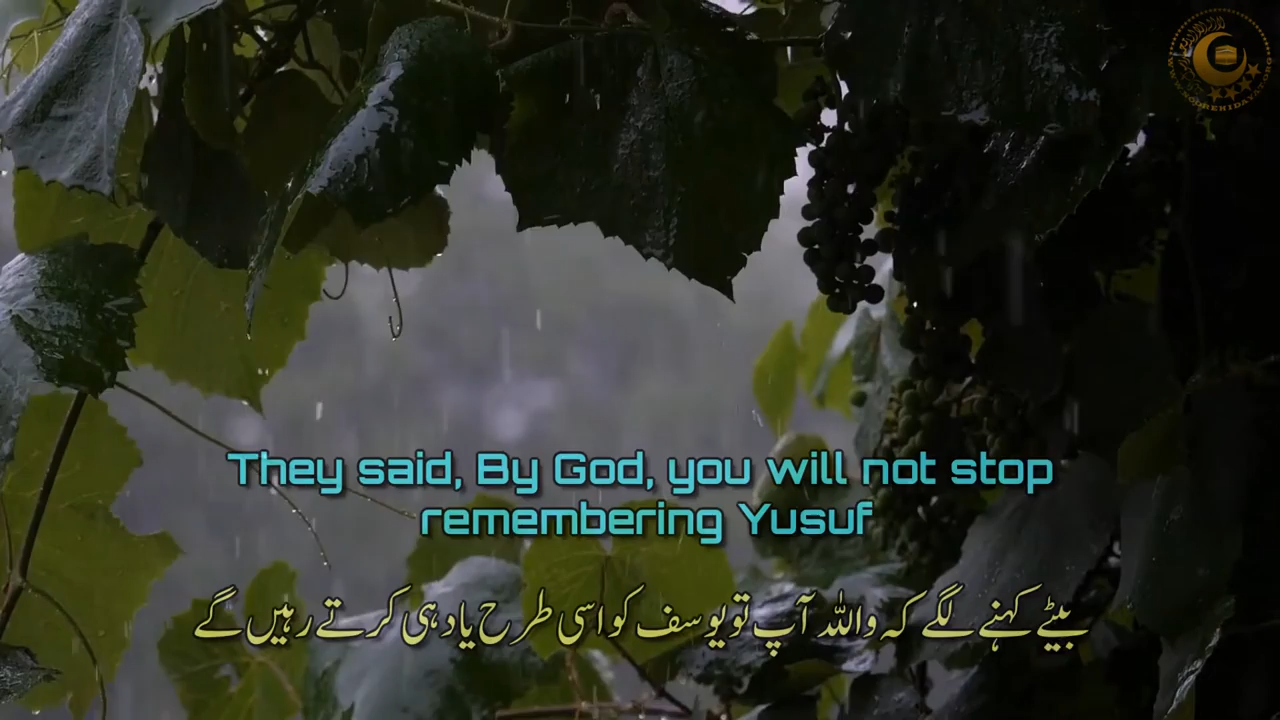 They said, By God, you will not stop
remembering Yusuf
بیٹے کہنے لگے کہ واللہ آپ تو یوسف کو اسی طرح یاد ہی کرتے رہیں گے